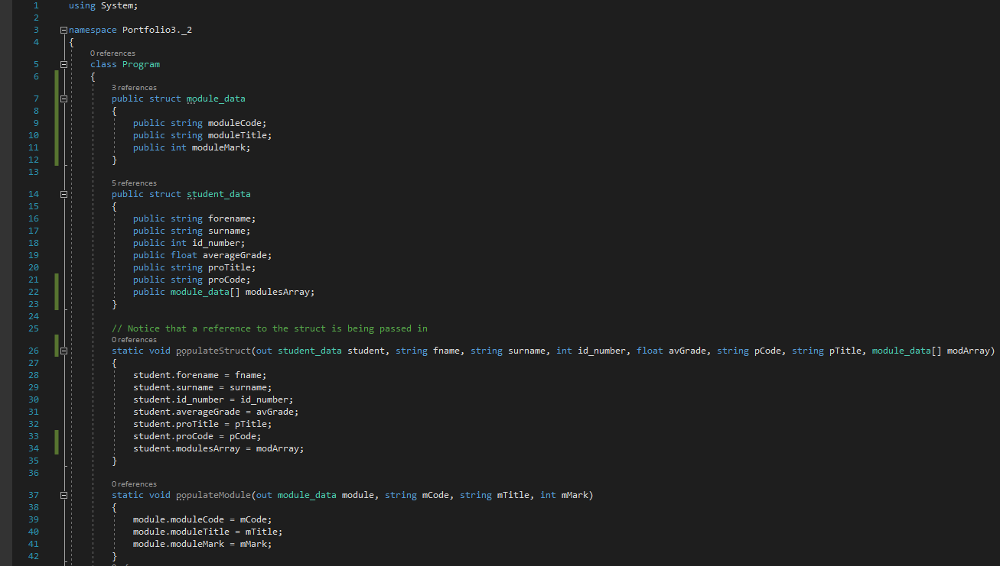 1 using System;
2
3 namespace Portfolio3._2
4 {
0 references
5 class Program
6 {
3 references
7 public struct module_data
8 {
9 public string moduleCode;
10 public string moduleTitle;
11 public int moduleMark;
12 }
13
5 references
14 public struct student_data
15 {
16 public string forename;
17 public string surname;
18 public int id_number;
19 public float averageGrade;
20 public string proTitle;
21 public string proCode;
22 public module_data[] modulesArray;
23 }
24
25 // Notice that a reference to the struct is being passed in
0 references
26 static void populateStruct(out student_data student, string fname, string surname, int id_number, float avGrade, string pCode, string pTitle, module_data[] modArray)
27 {
28 student.forename = fname;
29 student.surname = surname;
30 student.id_number = id_number;
31 student.averageGrade = avGrade;
32 student.proTitle = pTitle;
33 student.proCode = pCode;
34 student.modulesArray = modArray;
35 }
36
0 references
37 static void populateModule(out module_data module, string mCode, string mTitle, int mMark)
38 {
39 module.moduleCode = mCode;
40 module.moduleTitle = mTitle;
41 module.moduleMark = mMark;
42 }